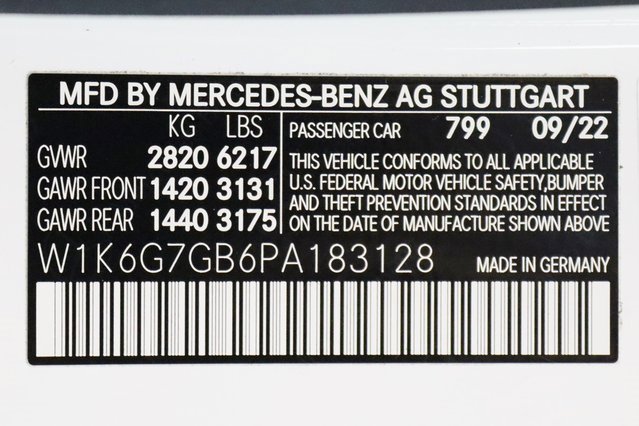 MFD BY MERCEDES-BENZ AG STUTTGART
KG LBS
GVWR 2820 6217
GAWR FRONT 1420 3131
GAWR REAR 1440 3175
PASSENGER CAR 799 09/22
THIS VEHICLE CONFORMS TO ALL APPLICABLE
U.S. FEDERAL MOTOR VEHICLE SAFETY,BUMPER
AND THEFT PREVENTION STANDARDS IN EFFECT
ON THE DATE OF MANUFACTURE SHOWN ABOVE
W1K6G7GB6PA183128
MADE IN GERMANY